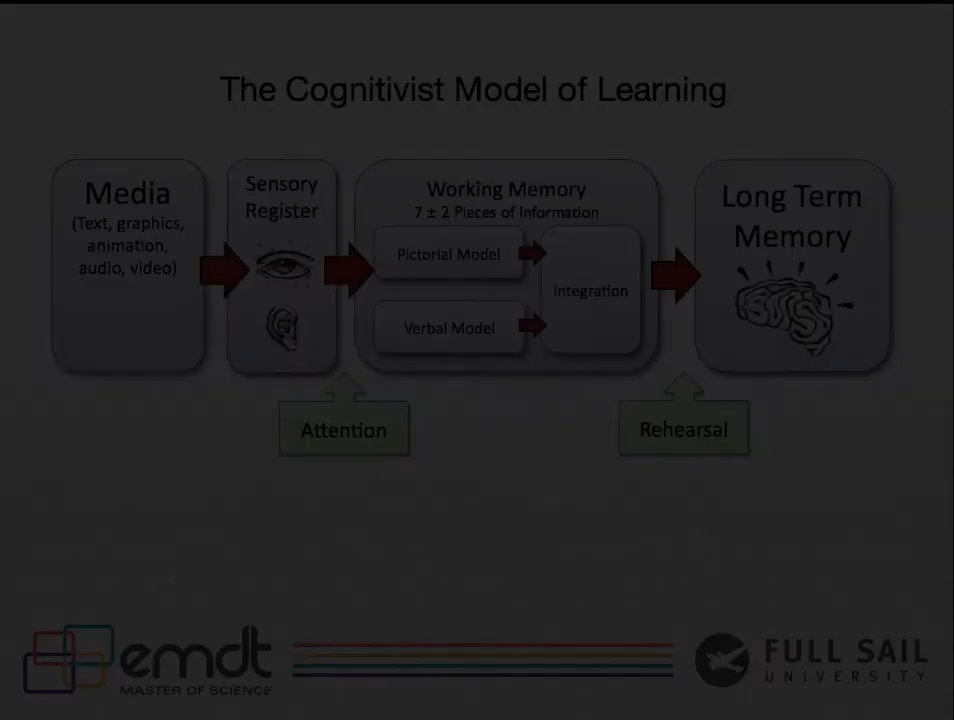 The Cognitivist Model of Learning
Media
(Text, graphics,
animation,
audio, video)
Sensory
Register
Working Memory
7 ± 2 Pieces of Information
Pictorial Model
Verbal Model
Integration
Long Term
Memory
Attention
Rehearsal
emdt
MASTER OF SCIENCE
FULL SAIL
UNIVERSITY